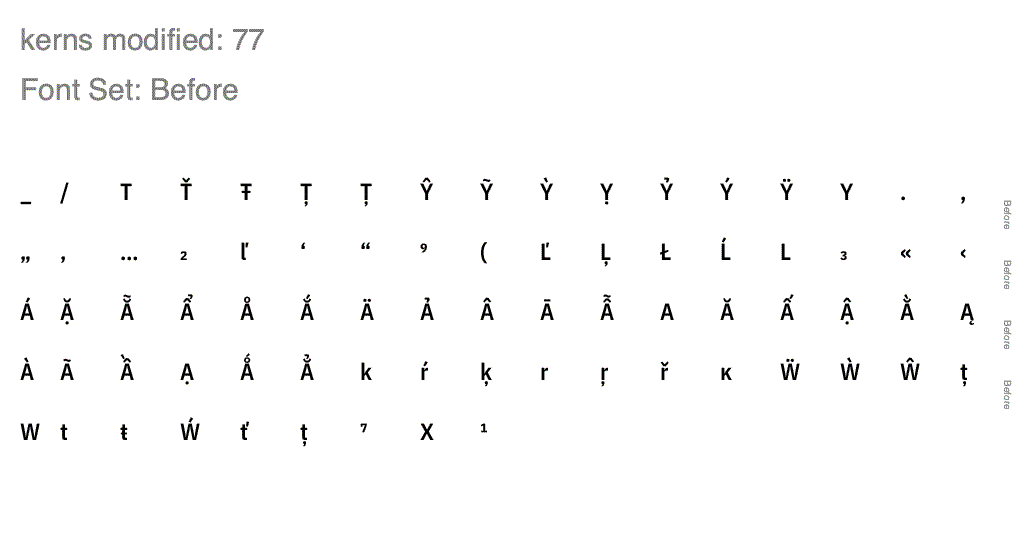 kerns modified: 77
Font Set: Before
_ / T Ť Ŧ Ț Ţ Ŷ Ỹ Ỳ Ỵ Ỷ Ý Ÿ Y . ,
„ ‚ … ₂ ľ ‘ “ ⁹ ( Ľ Ļ Ł Ĺ L ₃ « ‹
Á Ặ Ẵ Ẩ Å Ắ Ä Ả Â Ā Ẫ A Ă Ấ Ậ Ằ Ą
À Ã Ầ Ạ Ǻ Ẳ k ŕ ķ r ŗ ř ĸ Ẅ Ẁ Ŵ ț
W t ŧ Ẃ ť ţ ⁷ X ¹
Before
Before
Before
Before